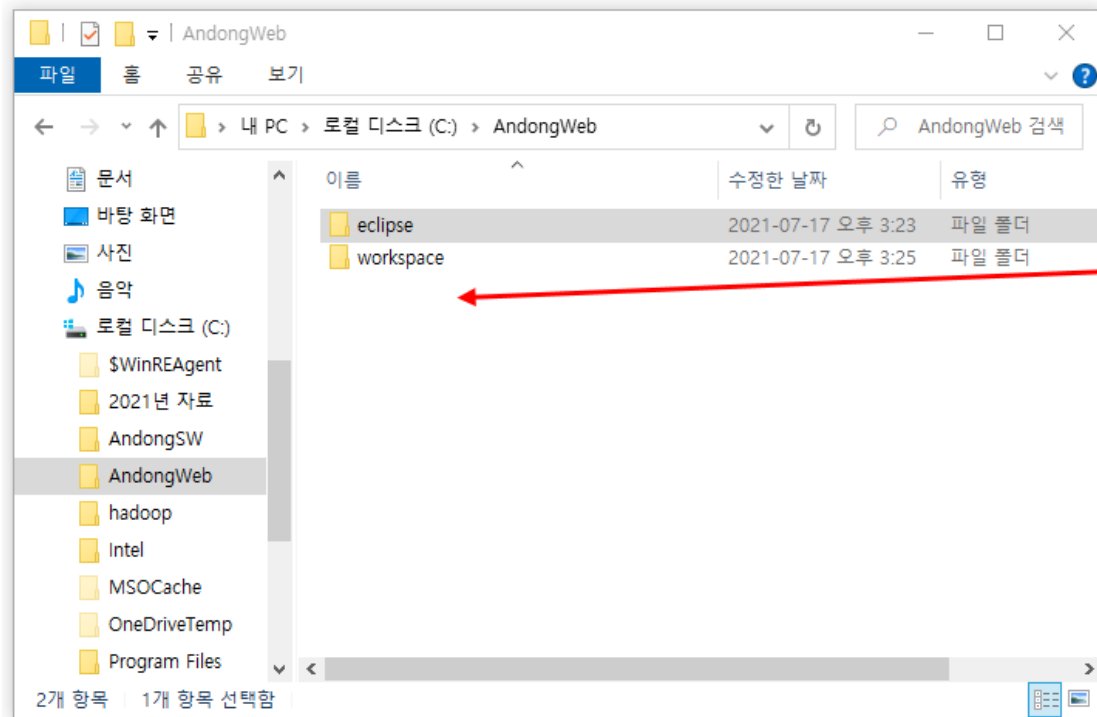 AndongWeb
파일 홈 공유 보기
내 PC 로컬 디스크 (C:) AndongWeb
AndongWeb 검색
문서
바탕 화면
사진
음악
로컬 디스크 (C:)
$WinREAgent
2021년 자료
AndongSW
AndongWeb
hadoop
Intel
MSOCache
OneDriveTemp
Program Files
이름 수정한 날짜 유형
eclipse 2021-07-17 오후 3:23 파일 폴더
workspace 2021-07-17 오후 3:25 파일 폴더
2개 항목 1개 항목 선택함